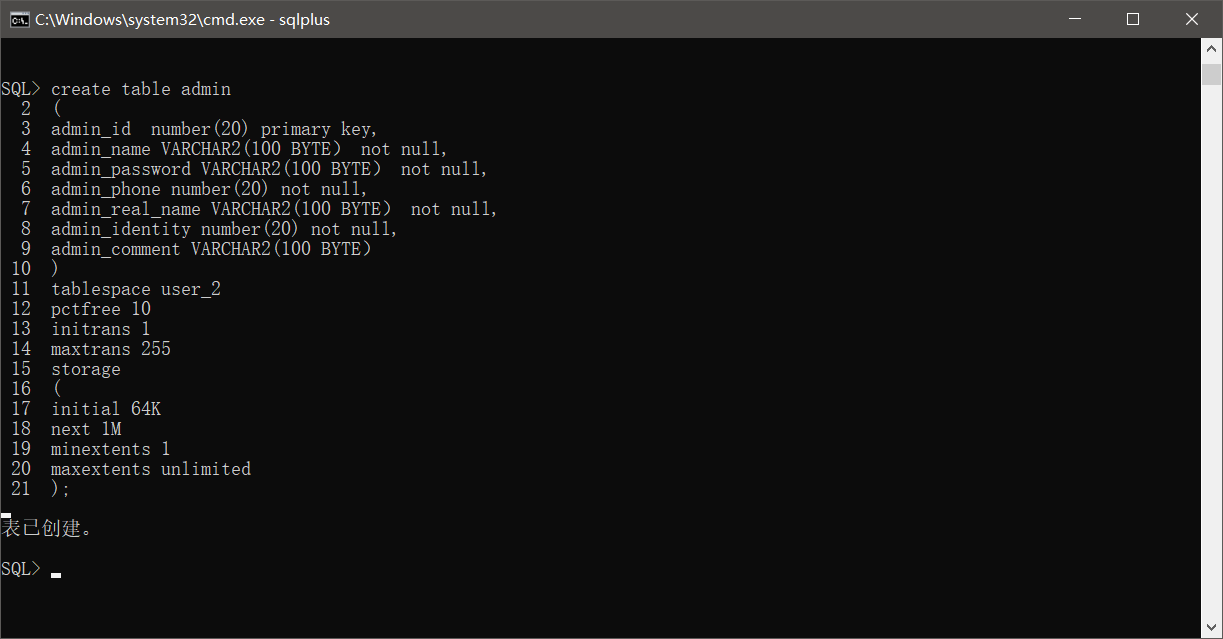 C:\Windows\system32\cmd.exe - sqlplus
SQL> create table admin
2 (
3 admin_id  number(20) primary key,
4 admin_name VARCHAR2(100 BYTE)  not null,
5 admin_password VARCHAR2(100 BYTE)  not null,
6 admin_phone number(20) not null,
7 admin_real_name VARCHAR2(100 BYTE)  not null,
8 admin_identity number(20) not null,
9 admin_comment VARCHAR2(100 BYTE)
10 )
11 tablespace user_2
12 pctfree 10
13 initrans 1
14 maxtrans 255
15 storage
16 (
17 initial 64K
18 next 1M
19 minextents 1
20 maxextents unlimited
21 );
表已创建。
SQL>